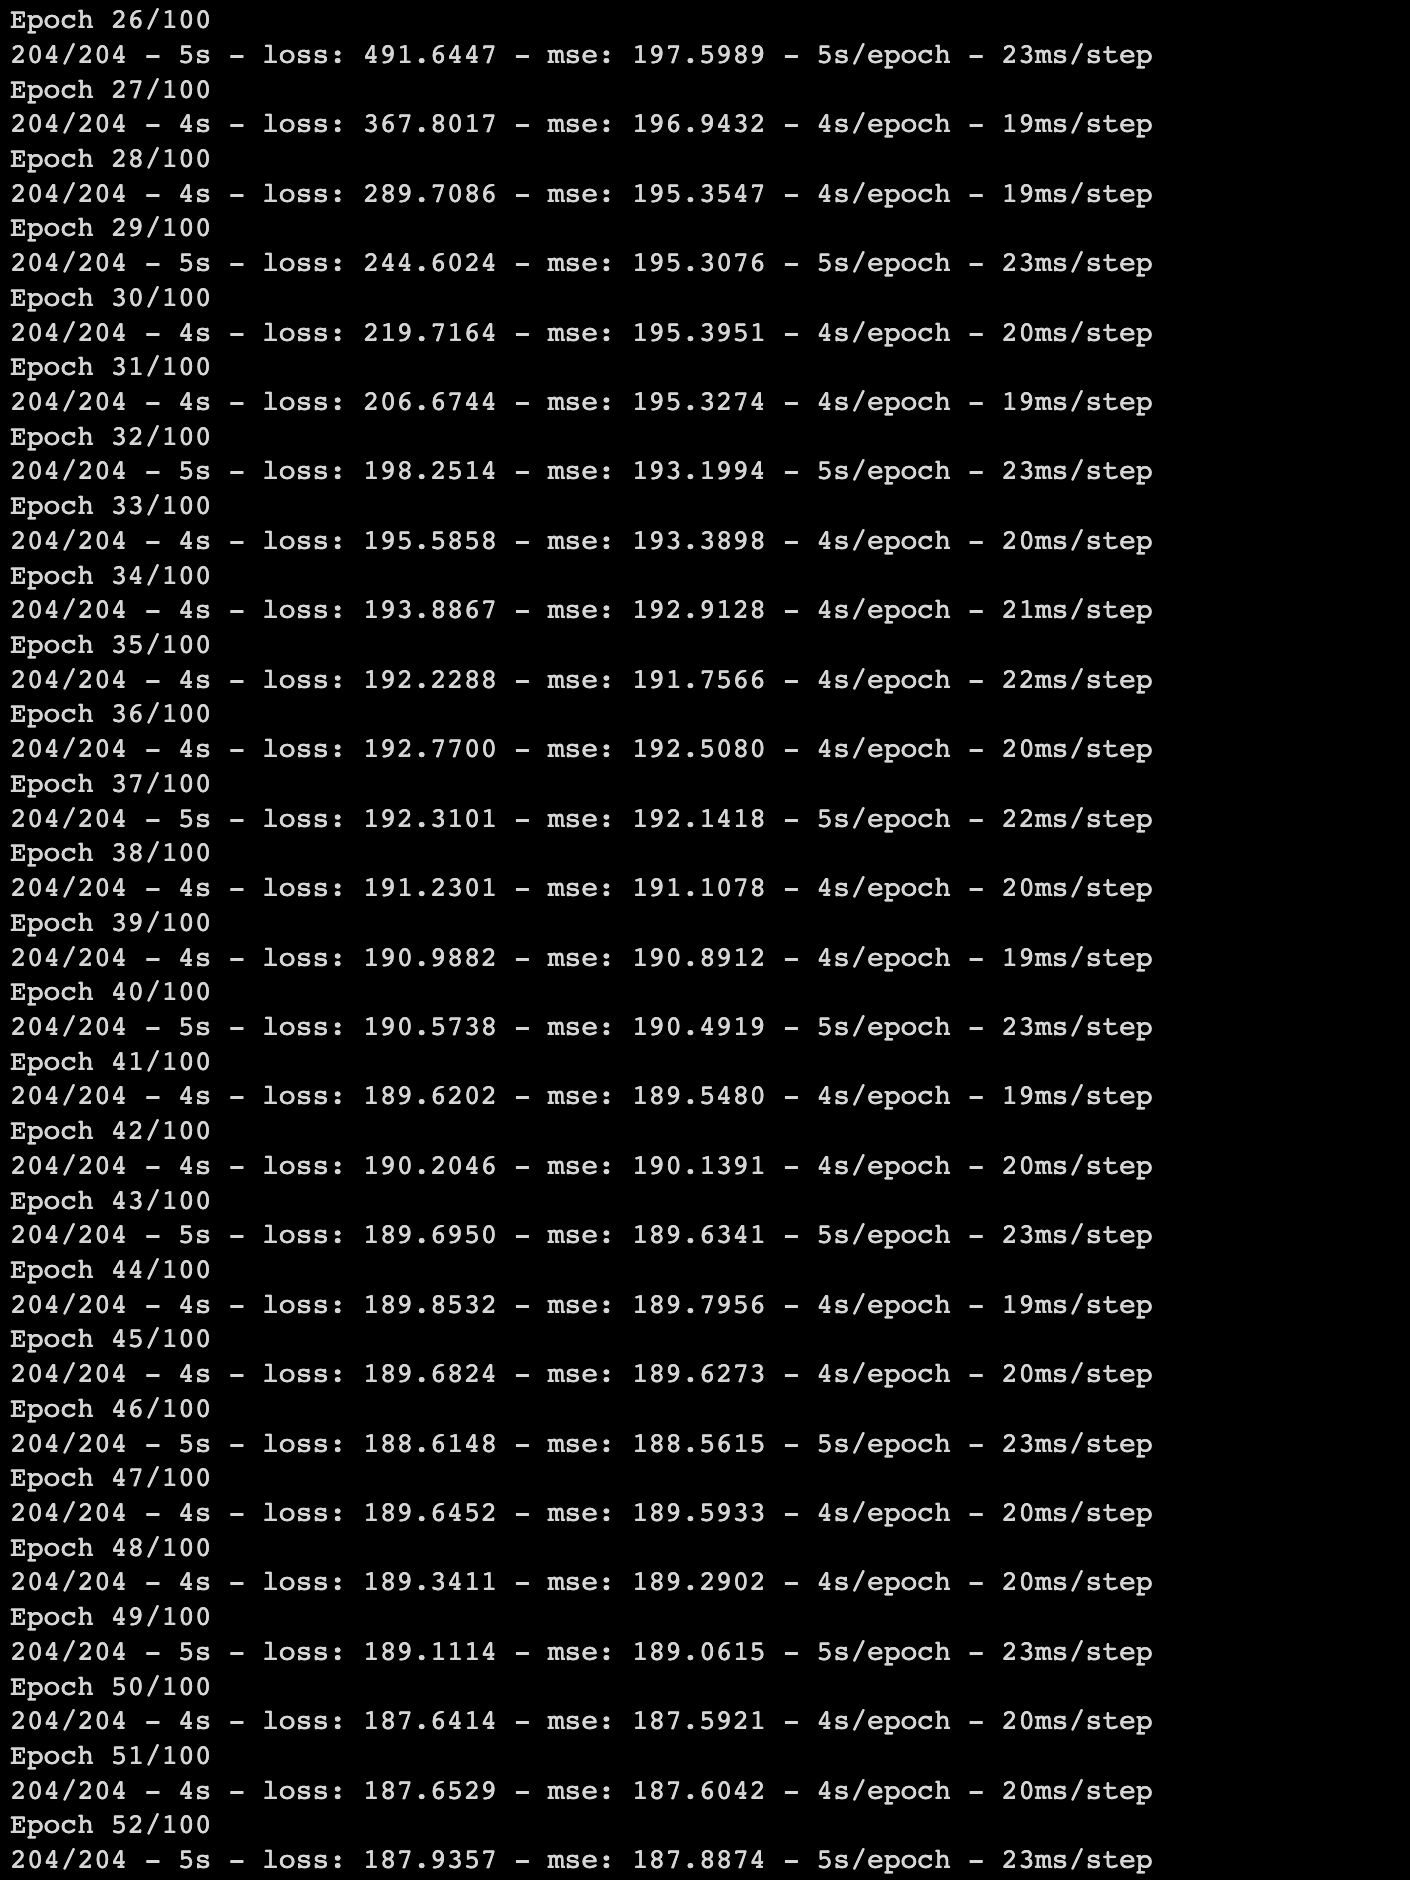 Epoch 26/100
204/204 - 5s - loss: 491.6447 - mse: 197.5989 - 5s/epoch - 23ms/step
Epoch 27/100
204/204 - 4s - loss: 367.8017 - mse: 196.9432 - 4s/epoch - 19ms/step
Epoch 28/100
204/204 - 4s - loss: 289.7086 - mse: 195.3547 - 4s/epoch - 19ms/step
Epoch 29/100
204/204 - 5s - loss: 244.6024 - mse: 195.3076 - 5s/epoch - 23ms/step
Epoch 30/100
204/204 - 4s - loss: 219.7164 - mse: 195.3951 - 4s/epoch - 20ms/step
Epoch 31/100
204/204 - 4s - loss: 206.6744 - mse: 195.3274 - 4s/epoch - 19ms/step
Epoch 32/100
204/204 - 5s - loss: 198.2514 - mse: 193.1994 - 5s/epoch - 23ms/step
Epoch 33/100
204/204 - 4s - loss: 195.5858 - mse: 193.3898 - 4s/epoch - 20ms/step
Epoch 34/100
204/204 - 4s - loss: 193.8867 - mse: 192.9128 - 4s/epoch - 21ms/step
Epoch 35/100
204/204 - 4s - loss: 192.2288 - mse: 191.7566 - 4s/epoch - 22ms/step
Epoch 36/100
204/204 - 4s - loss: 192.7700 - mse: 192.5080 - 4s/epoch - 20ms/step
Epoch 37/100
204/204 - 5s - loss: 192.3101 - mse: 192.1418 - 5s/epoch - 22ms/step
Epoch 38/100
204/204 - 4s - loss: 191.2301 - mse: 191.1078 - 4s/epoch - 20ms/step
Epoch 39/100
204/204 - 4s - loss: 190.9882 - mse: 190.8912 - 4s/epoch - 19ms/step
Epoch 40/100
204/204 - 5s - loss: 190.5738 - mse: 190.4919 - 5s/epoch - 23ms/step
Epoch 41/100
204/204 - 4s - loss: 189.6202 - mse: 189.5480 - 4s/epoch - 19ms/step
Epoch 42/100
204/204 - 4s - loss: 190.2046 - mse: 190.1391 - 4s/epoch - 20ms/step
Epoch 43/100
204/204 - 5s - loss: 189.6950 - mse: 189.6341 - 5s/epoch - 23ms/step
Epoch 44/100
204/204 - 4s - loss: 189.8532 - mse: 189.7956 - 4s/epoch - 19ms/step
Epoch 45/100
204/204 - 4s - loss: 189.6824 - mse: 189.6273 - 4s/epoch - 20ms/step
Epoch 46/100
204/204 - 5s - loss: 188.6148 - mse: 188.5615 - 5s/epoch - 23ms/step
Epoch 47/100
204/204 - 4s - loss: 189.6452 - mse: 189.5933 - 4s/epoch - 20ms/step
Epoch 48/100
204/204 - 4s - loss: 189.3411 - mse: 189.2902 - 4s/epoch - 20ms/step
Epoch 49/100
204/204 - 5s - loss: 189.1114 - mse: 189.0615 - 5s/epoch - 23ms/step
Epoch 50/100
204/204 - 4s - loss: 187.6414 - mse: 187.5921 - 4s/epoch - 20ms/step
Epoch 51/100
204/204 - 4s - loss: 187.6529 - mse: 187.6042 - 4s/epoch - 20ms/step
Epoch 52/100
204/204 - 5s - loss: 187.9357 - mse: 187.8874 - 5s/epoch - 23ms/step